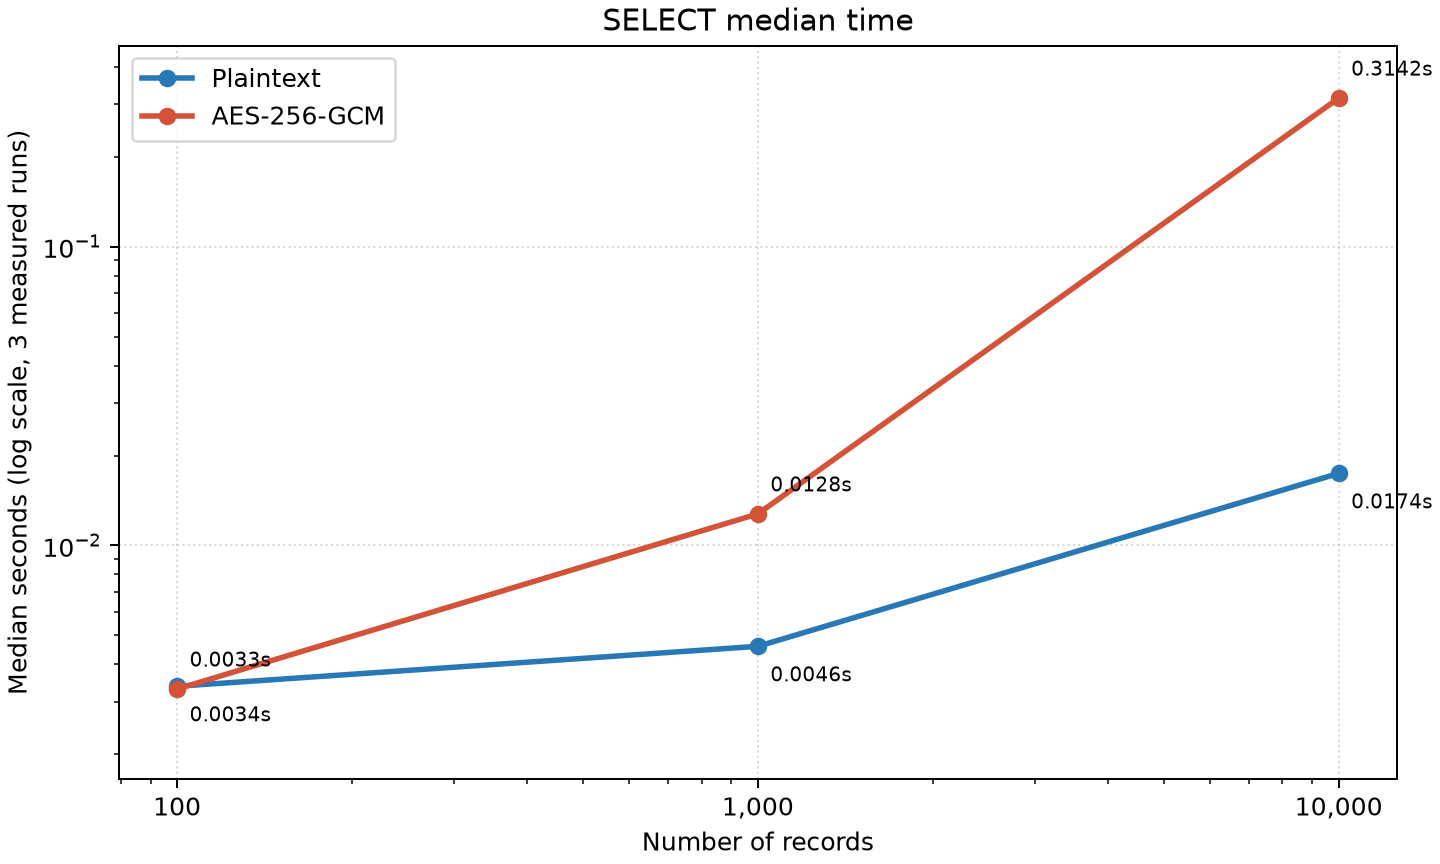 SELECT median time
Plaintext
AES-256-GCM
0.3142s
0.0128s
0.0174s
0.0033s
0.0046s
0.0034s
10⁻¹
10⁻²
Median seconds (log scale, 3 measured runs)
100
1,000
10,000
Number of records